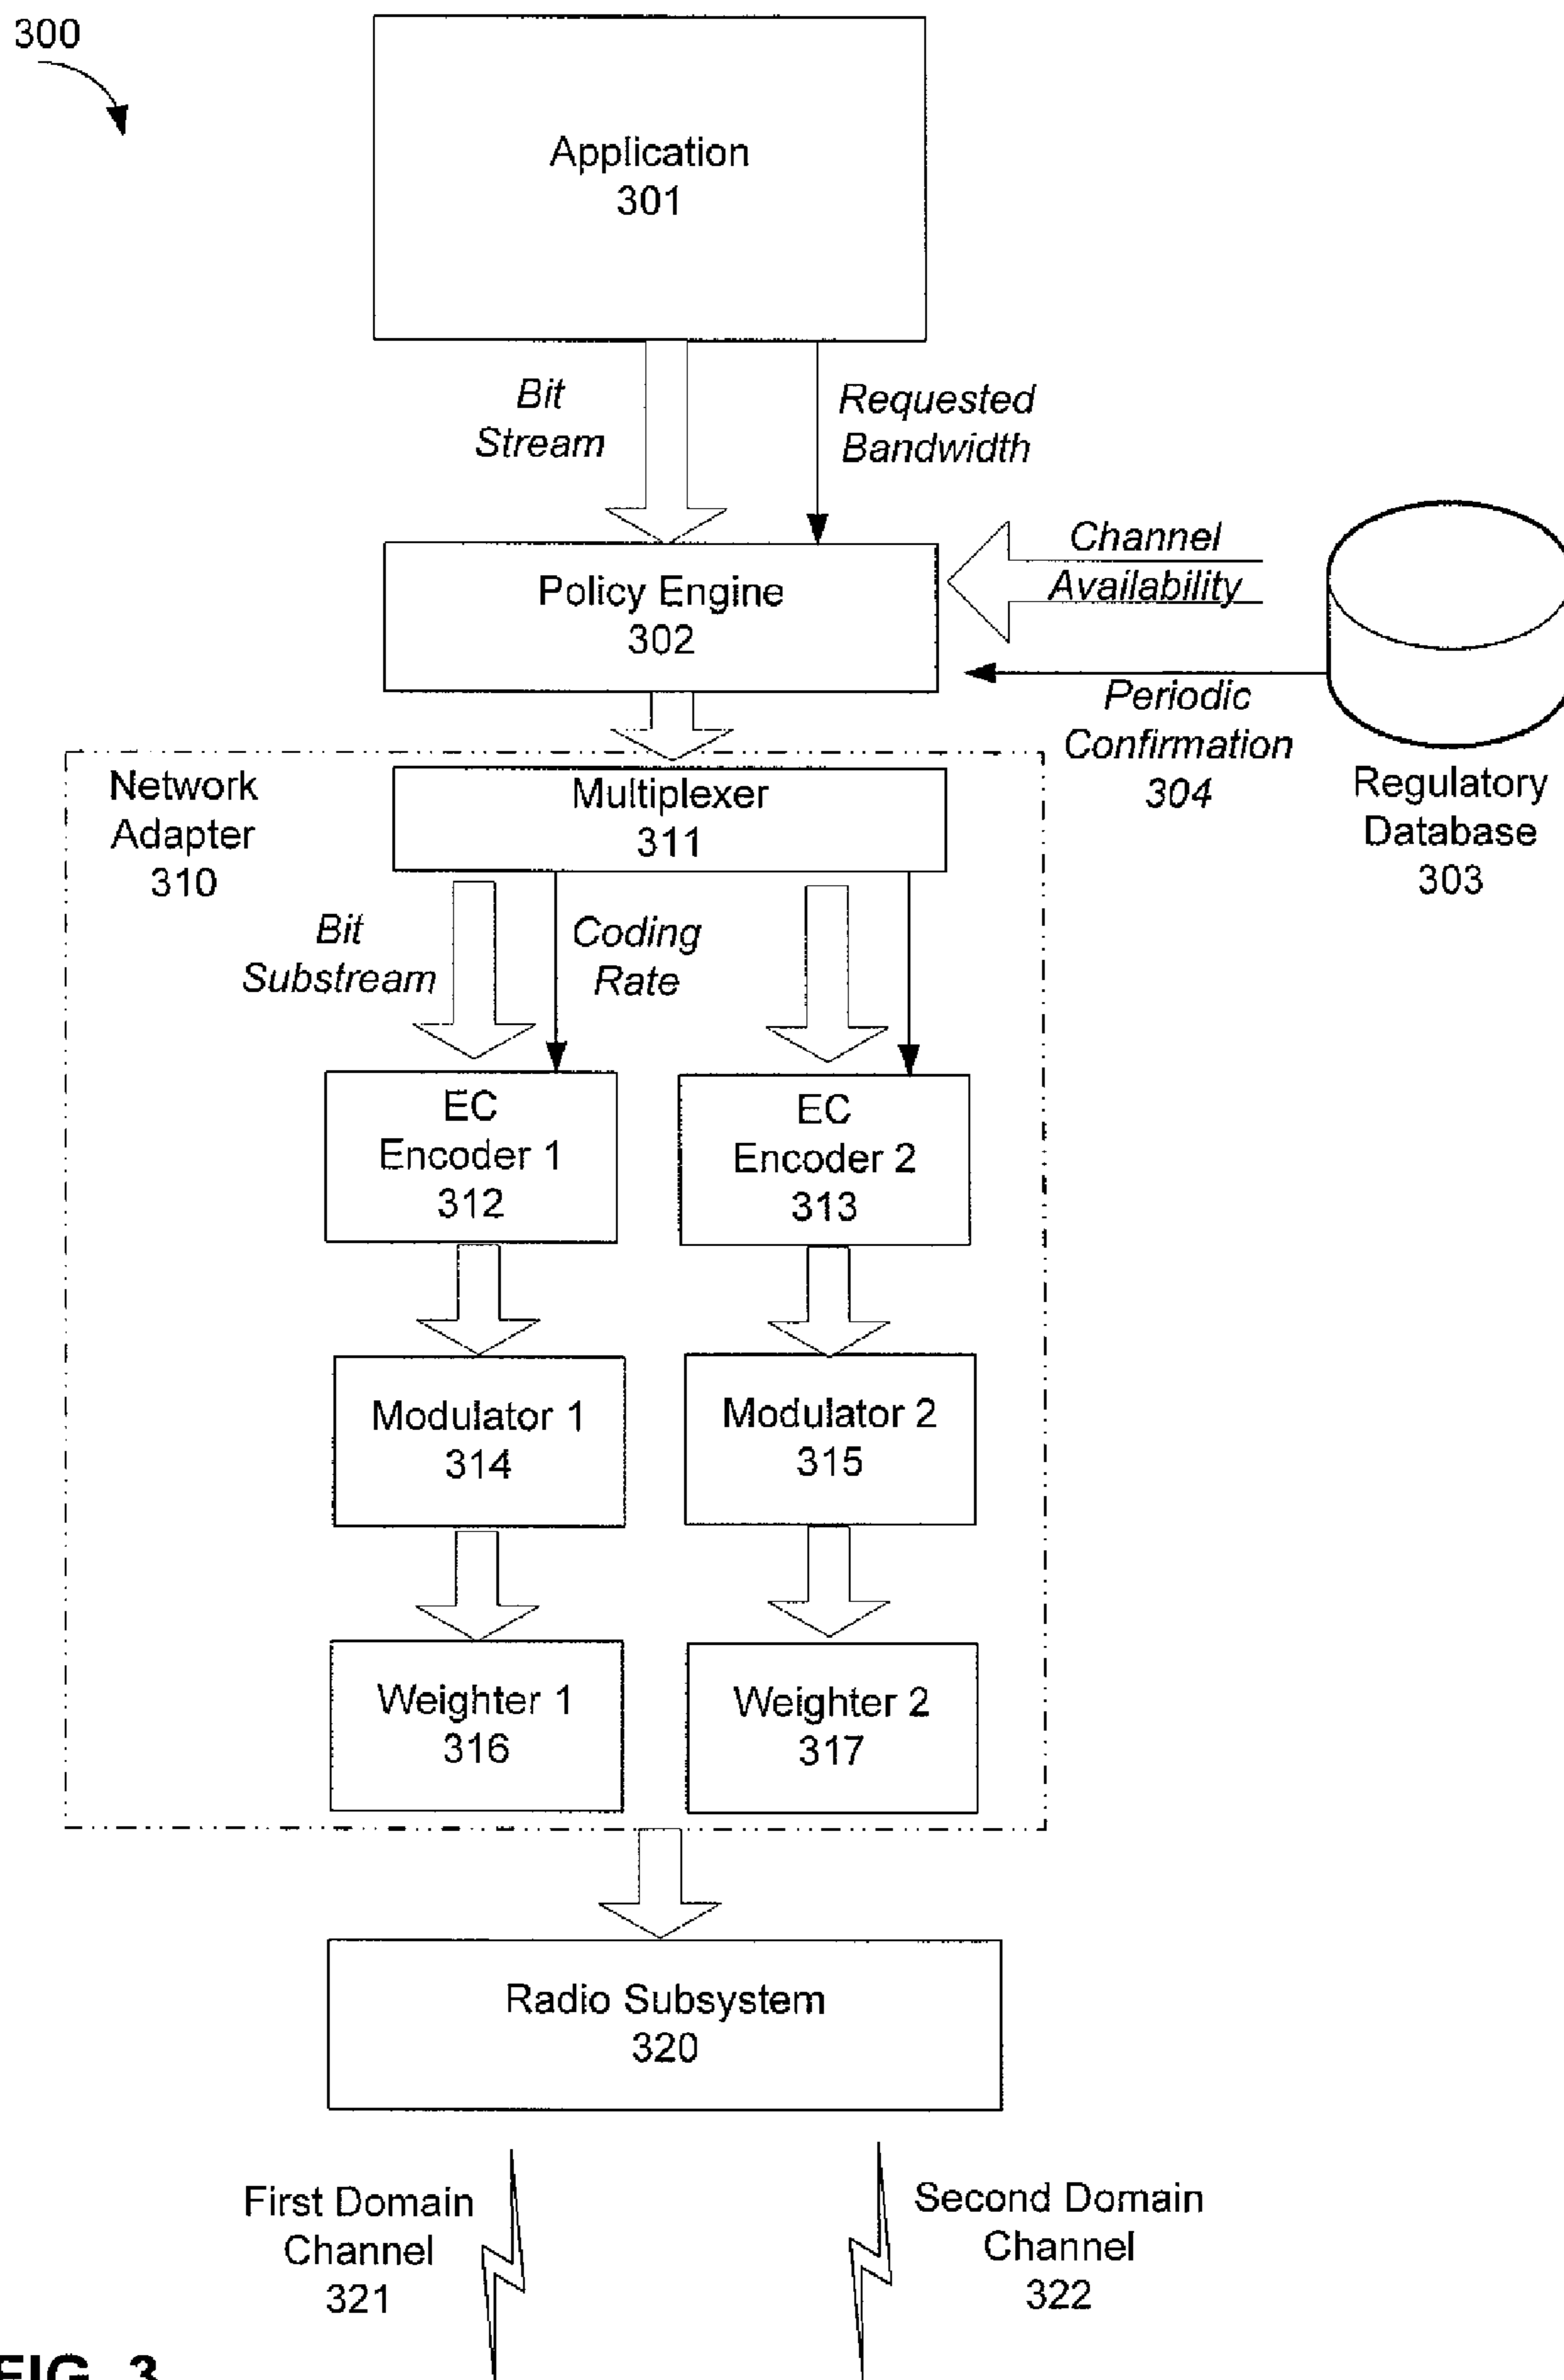 300
Application
301
Bit
Stream
Requested
Bandwidth
Channel
Availability
Policy Engine
302
Periodic
Confirmation
304
Regulatory
Database
303
Network
Adapter
310
Multiplexer
311
Bit
Substream
Coding
Rate
EC
Encoder 1
312
EC
Encoder 2
313
Modulator 1
314
Modulator 2
315
Weighter 1
316
Weighter 2
317
Radio Subsystem
320
First Domain
Channel
321
Second Domain
Channel
322
FIG. 3